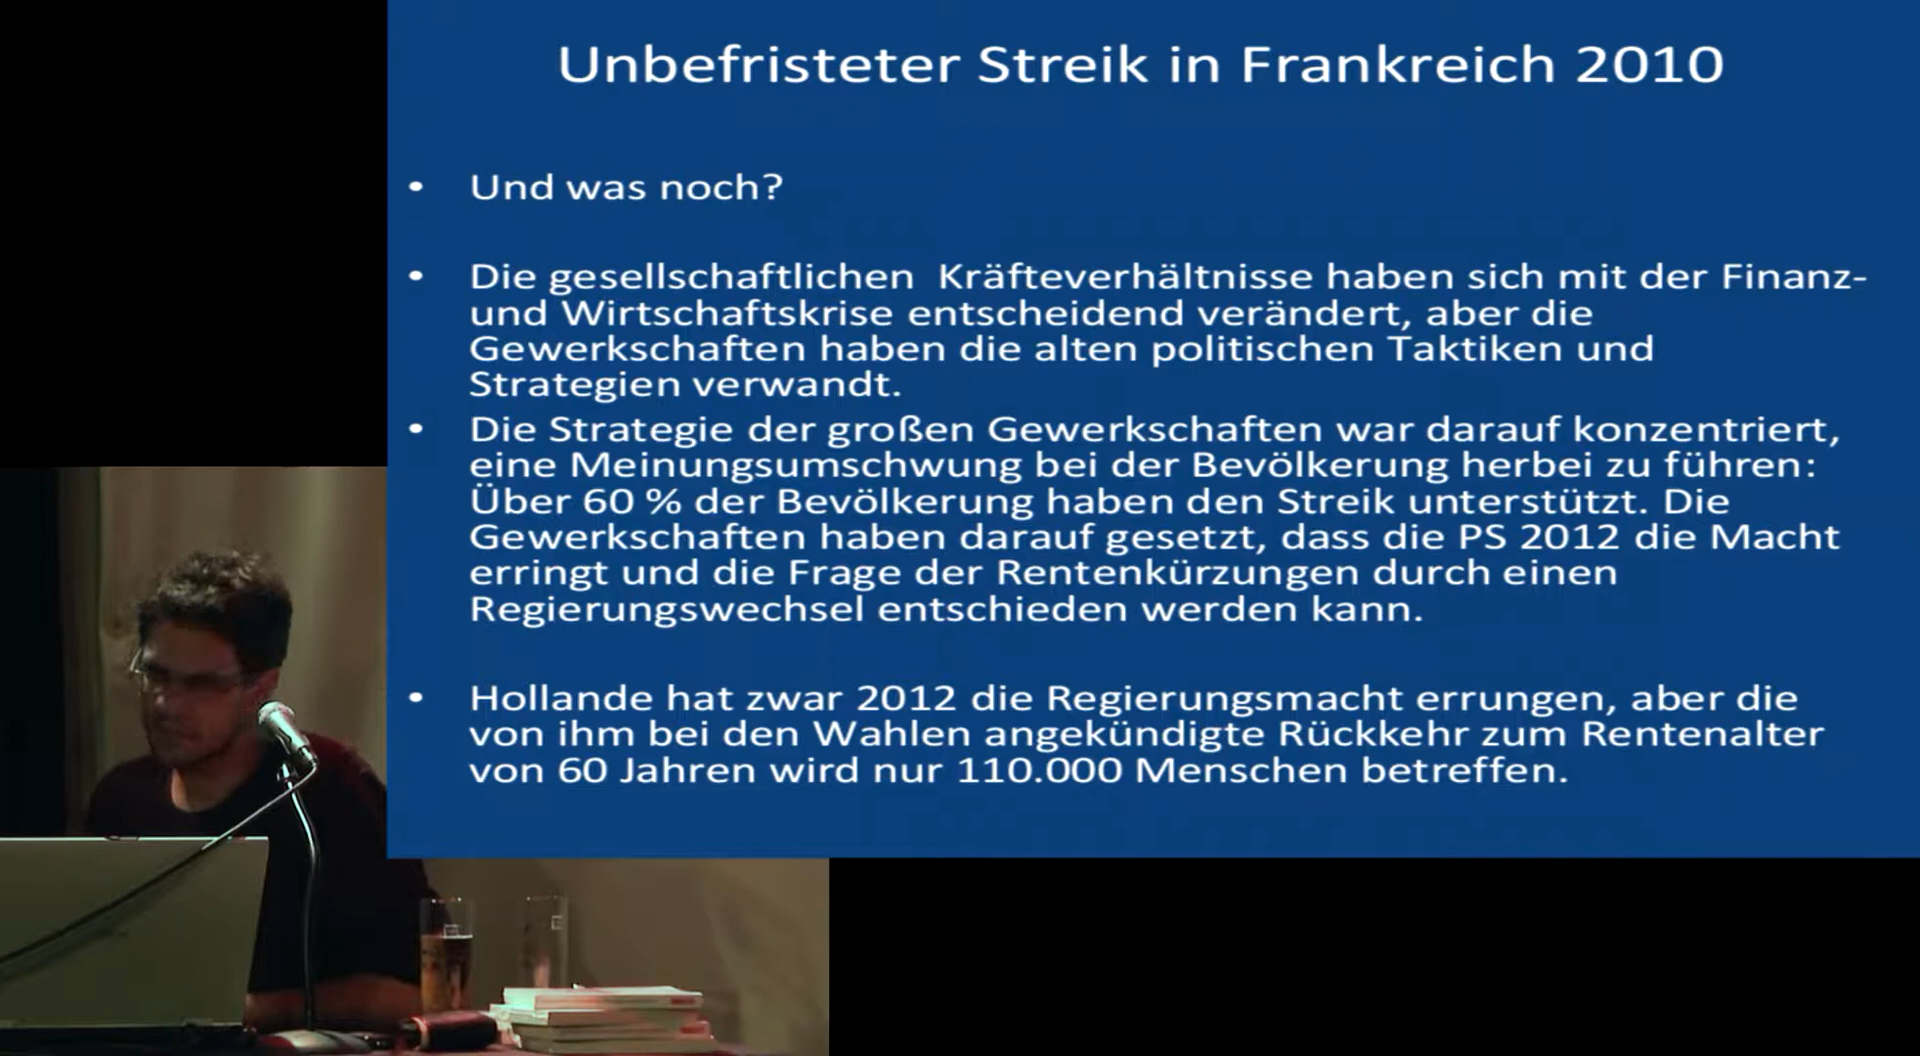 Unbefristeter Streik in Frankreich 2010
• Und was noch?
• Die gesellschaftlichen Kräfteverhältnisse haben sich mit der Finanz-
und Wirtschaftskrise entscheidend verändert, aber die
Gewerkschaften haben die alten politischen Taktiken und
Strategien verwandt.
• Die Strategie der großen Gewerkschaften war darauf konzentriert,
eine Meinungsumschwung bei der Bevölkerung herbei zu führen:
Über 60 % der Bevölkerung haben den Streik unterstützt. Die
Gewerkschaften haben darauf gesetzt, dass die PS 2012 die Macht
erringt und die Frage der Rentenkürzungen durch einen
Regierungswechsel entschieden werden kann.
• Hollande hat zwar 2012 die Regierungsmacht errungen, aber die
von ihm bei den Wahlen angekündigte Rückkehr zum Rentenalter
von 60 Jahren wird nur 110.000 Menschen betreffen.